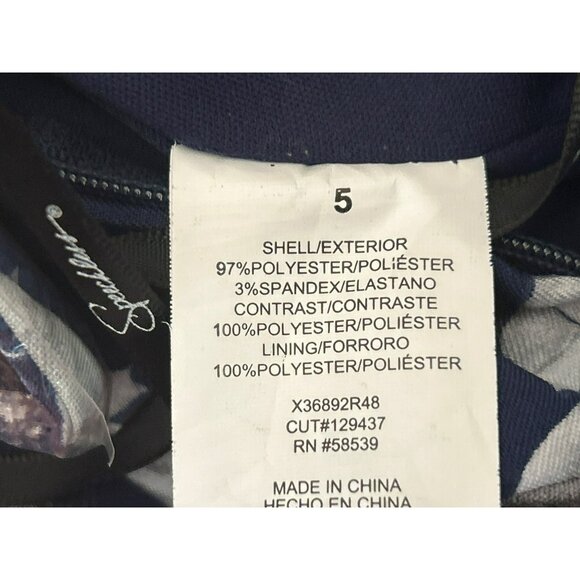 5
SHELL/EXTERIOR
97%POLYESTER/POLIÉSTER
3%SPANDEX/ELASTANO
CONTRAST/CONTRASTE
100%POLYESTER/POLIÉSTER
LINING/FORRORO
100%POLYESTER/POLIÉSTER
X36892R48
CUT#129437
RN #58539
MADE IN CHINA
HECHO EN CHINA
Speechless